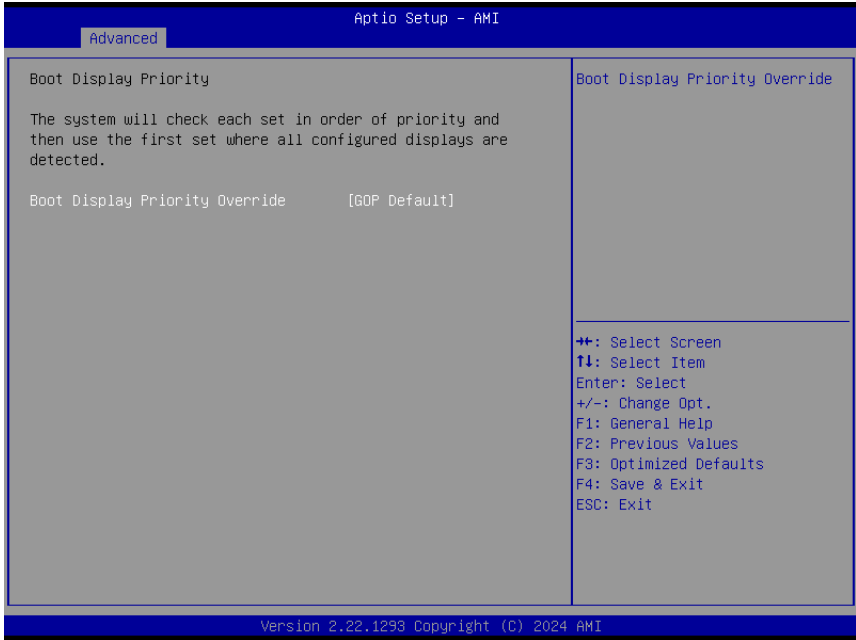 Aptio Setup – AMI
Advanced
Boot Display Priority
The system will check each set in order of priority and
then use the first set where all configured displays are
detected.
Boot Display Priority Override [GOP Default]
Boot Display Priority Override
→←: Select Screen
↑↓: Select Item
Enter: Select
+/-: Change Opt.
F1: General Help
F2: Previous Values
F3: Optimized Defaults
F4: Save & Exit
ESC: Exit
Version 2.22.1293 Copyright (C) 2024 AMI